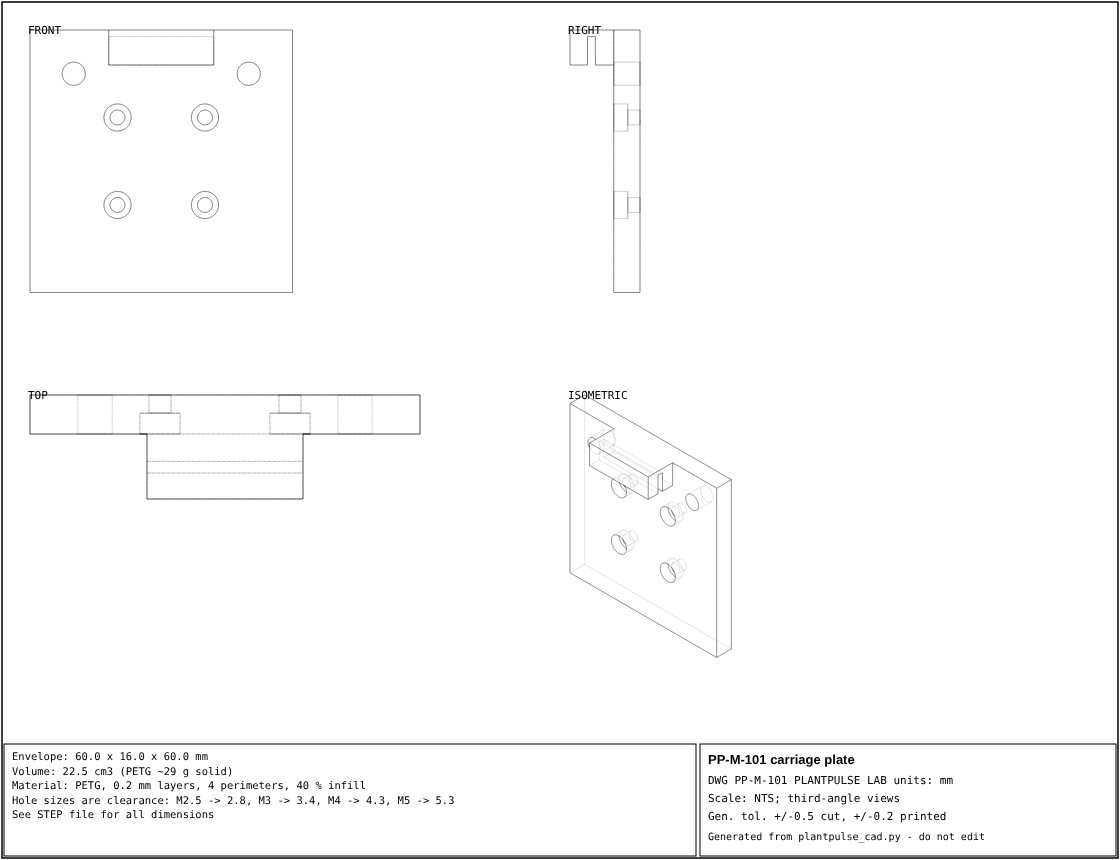 FRONT
RIGHT
TOP
ISOMETRIC
Envelope: 60.0 x 16.0 x 60.0 mm
Volume: 22.5 cm3 (PETG ~29 g solid)
Material: PETG, 0.2 mm layers, 4 perimeters, 40 % infill
Hole sizes are clearance: M2.5 -> 2.8, M3 -> 3.4, M4 -> 4.3, M5 -> 5.3
See STEP file for all dimensions
PP-M-101 carriage plate
DWG PP-M-101 PLANTPULSE LAB units: mm
Scale: NTS; third-angle views
Gen. tol. +/-0.5 cut, +/-0.2 printed
Generated from plantpulse_cad.py - do not edit